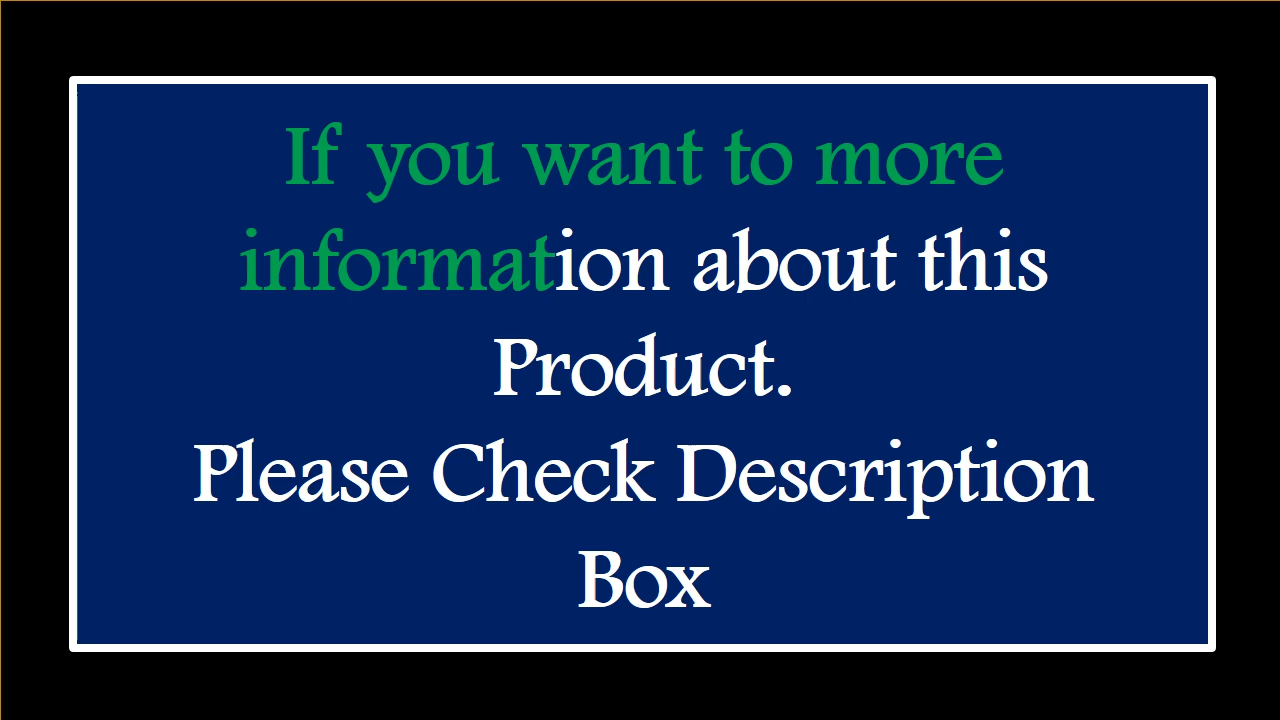 If you want to more
information about this
Product.
Please Check Description
Box